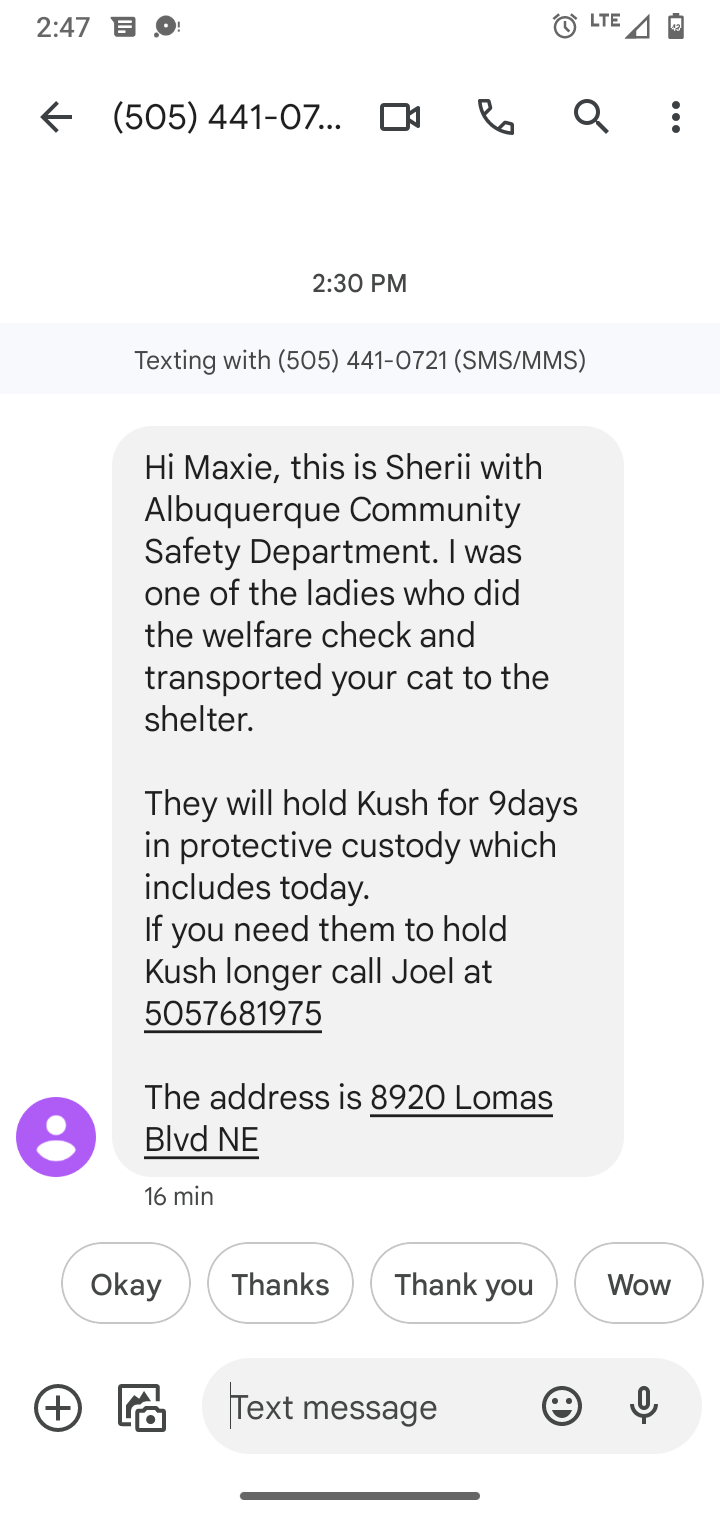 2:47
LTE
42
(505) 441-07...
2:30 PM
Texting with (505) 441-0721 (SMS/MMS)
Hi Maxie, this is Sherii with
Albuquerque Community
Safety Department. I was
one of the ladies who did
the welfare check and
transported your cat to the
shelter.
They will hold Kush for 9days
in protective custody which
includes today.
If you need them to hold
Kush longer call Joel at
5057681975
The address is 8920 Lomas
Blvd NE
16 min
Okay
Thanks
Thank you
Wow
Text message